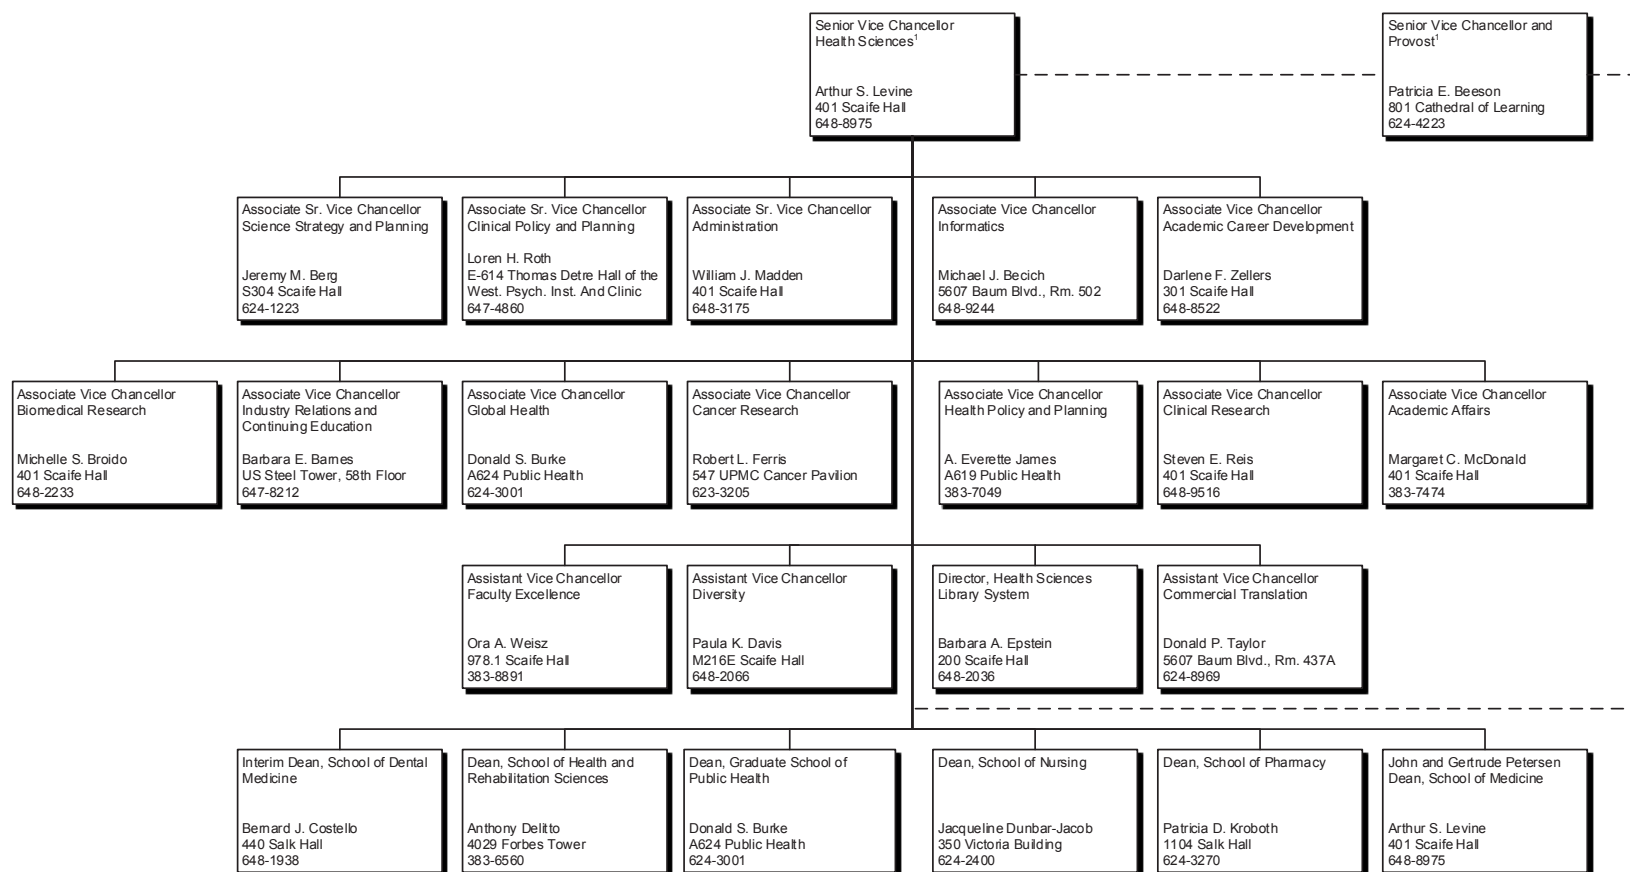 Senior Vice Chancellor
Health Sciences¹
Arthur S. Levine
401 Scaife Hall
648-8975
Senior Vice Chancellor and
Provost¹
Patricia E. Beeson
801 Cathedral of Learning
624-4223
Associate Sr. Vice Chancellor
Science Strategy and Planning
Jeremy M. Berg
S304 Scaife Hall
624-1223
Associate Sr. Vice Chancellor
Clinical Policy and Planning
Loren H. Roth
E-614 Thomas Detre Hall of the
West. Psych. Inst. And Clinic
647-4860
Associate Sr. Vice Chancellor
Administration
William J. Madden
401 Scaife Hall
648-3175
Associate Vice Chancellor
Informatics
Michael J. Becich
5607 Baum Blvd., Rm. 502
648-9244
Associate Vice Chancellor
Academic Career Development
Darlene F. Zellers
301 Scaife Hall
648-8522
Associate Vice Chancellor
Biomedical Research
Michelle S. Broido
401 Scaife Hall
648-2233
Associate Vice Chancellor
Industry Relations and
Continuing Education
Barbara E. Barnes
US Steel Tower, 58th Floor
647-8212
Associate Vice Chancellor
Global Health
Donald S. Burke
A624 Public Health
624-3001
Associate Vice Chancellor
Cancer Research
Robert L. Ferris
547 UPMC Cancer Pavilion
623-3205
Associate Vice Chancellor
Health Policy and Planning
A. Everette James
A619 Public Health
383-7049
Associate Vice Chancellor
Clinical Research
Steven E. Reis
401 Scaife Hall
648-9516
Associate Vice Chancellor
Academic Affairs
Margaret C. McDonald
401 Scaife Hall
383-7474
Assistant Vice Chancellor
Faculty Excellence
Ora A. Weisz
978.1 Scaife Hall
383-8891
Assistant Vice Chancellor
Diversity
Paula K. Davis
M216E Scaife Hall
648-2066
Director, Health Sciences
Library System
Barbara A. Epstein
200 Scaife Hall
648-2036
Assistant Vice Chancellor
Commercial Translation
Donald P. Taylor
5607 Baum Blvd., Rm. 437A
624-8969
Interim Dean, School of Dental
Medicine
Bernard J. Costello
440 Salk Hall
648-1938
Dean, School of Health and
Rehabilitation Sciences
Anthony Delitto
4029 Forbes Tower
383-6560
Dean, Graduate School of
Public Health
Donald S. Burke
A624 Public Health
624-3001
Dean, School of Nursing
Jacqueline Dunbar-Jacob
350 Victoria Building
624-2400
Dean, School of Pharmacy
Patricia D. Kroboth
1104 Salk Hall
624-3270
John and Gertrude Petersen
Dean, School of Medicine
Arthur S. Levine
401 Scaife Hall
648-8975